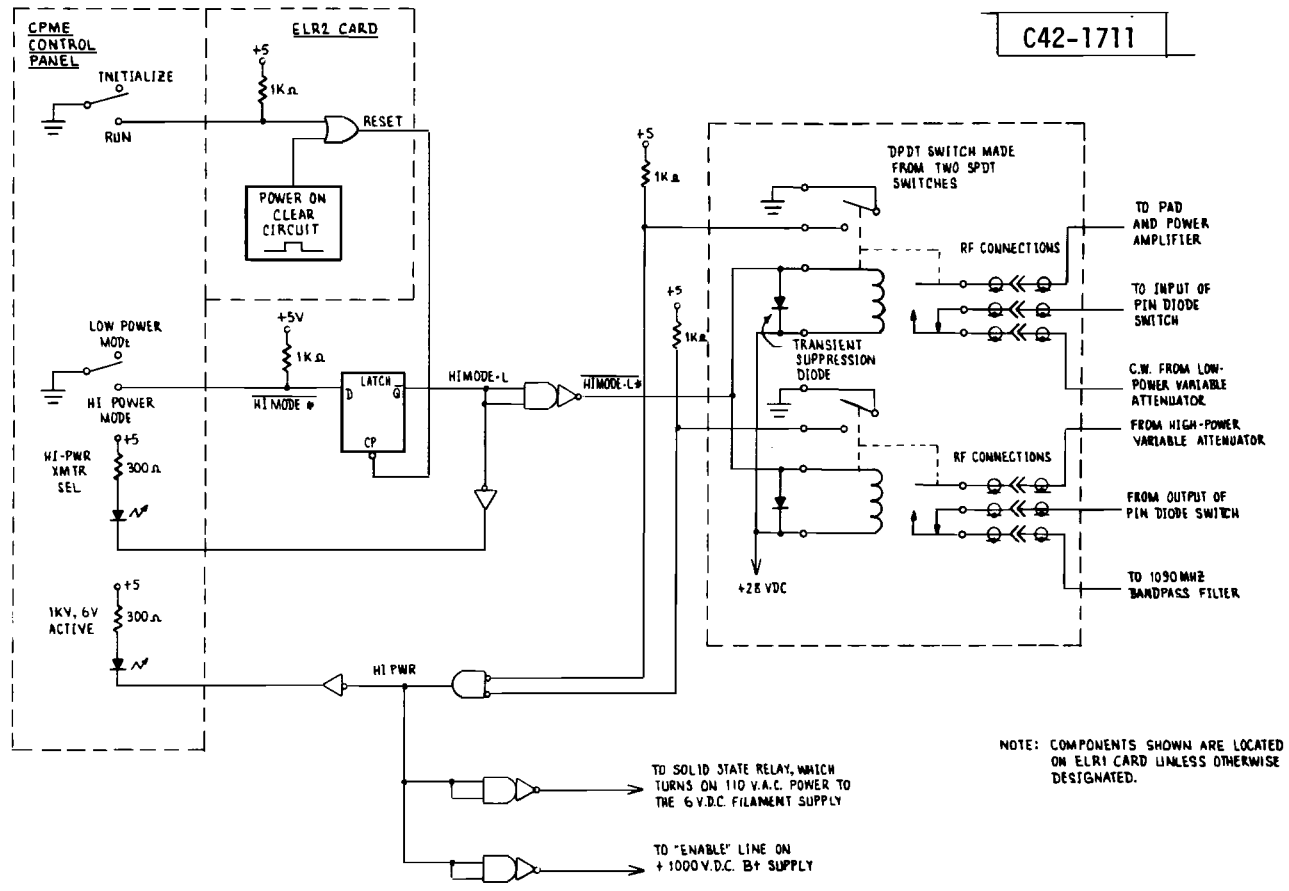 C42-1711
CPME
CONTROL
PANEL
ELR2 CARD
TNITIALIZE
RUN
+5
1KΩ
RESET
POWER ON
CLEAR
CIRCUIT
LOW POWER
MODE
HI POWER
MODE
+5V
1KΩ
HIMODE *
LATCH
D
Q
CP
HIMODE-L
HIMODE-L*
HI-PWR
XMTR
SEL
+5
300Ω
1KV, 6V
ACTIVE
+5
300Ω
HI PWR
+5
1KΩ
+5
1KΩ
DPDT SWITCH MADE
FROM TWO SPDT
SWITCHES
RF CONNECTIONS
TRANSIENT
SUPPRESSION
DIODE
RF CONNECTIONS
+28 VDC
TO PAD
AND POWER
AMPLIFIER
TO INPUT OF
PIN DIODE
SWITCH
C.W. FROM LOW-
POWER VARIABLE
ATTENUATOR
FROM HIGH-POWER
VARIABLE ATTENUATOR
FROM OUTPUT OF
PIN DIODE SWITCH
TO 1090 MHZ
BANDPASS FILTER
TO SOLID STATE RELAY, WHICH
TURNS ON 110 V.A.C. POWER TO
THE 6 V.D.C. FILAMENT SUPPLY
TO "ENABLE" LINE ON
+ 1000 V.D.C. B+ SUPPLY
NOTE: COMPONENTS SHOWN ARE LOCATED
ON ELR1 CARD UNLESS OTHERWISE
DESIGNATED.